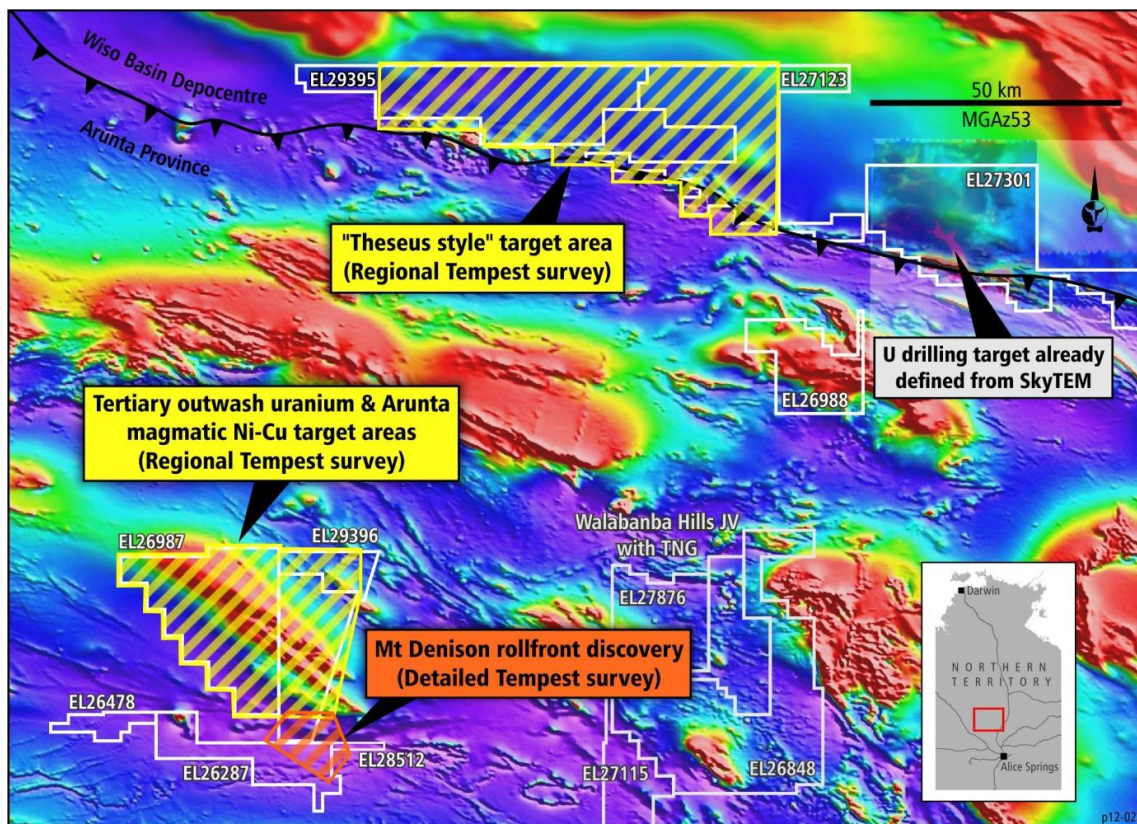 Wiso Basin Depocentre
Arunta Province
EL29395
EL27123
50 km
MGAz53
EL27301
"Theseus style" target area
(Regional Tempest survey)
U drilling target already
defined from SkyTEM
EL26988
Tertiary outwash uranium & Arunta
magmatic Ni-Cu target areas
(Regional Tempest survey)
EL26987
EL29396
Walabanba Hills JV
with TNG
EL27876
Mt Denison rollfront discovery
(Detailed Tempest survey)
EL26478
EL26287
EL28512
EL27115
EL26848
Darwin
NORTHERN
TERRITORY
Alice Springs
p12-02